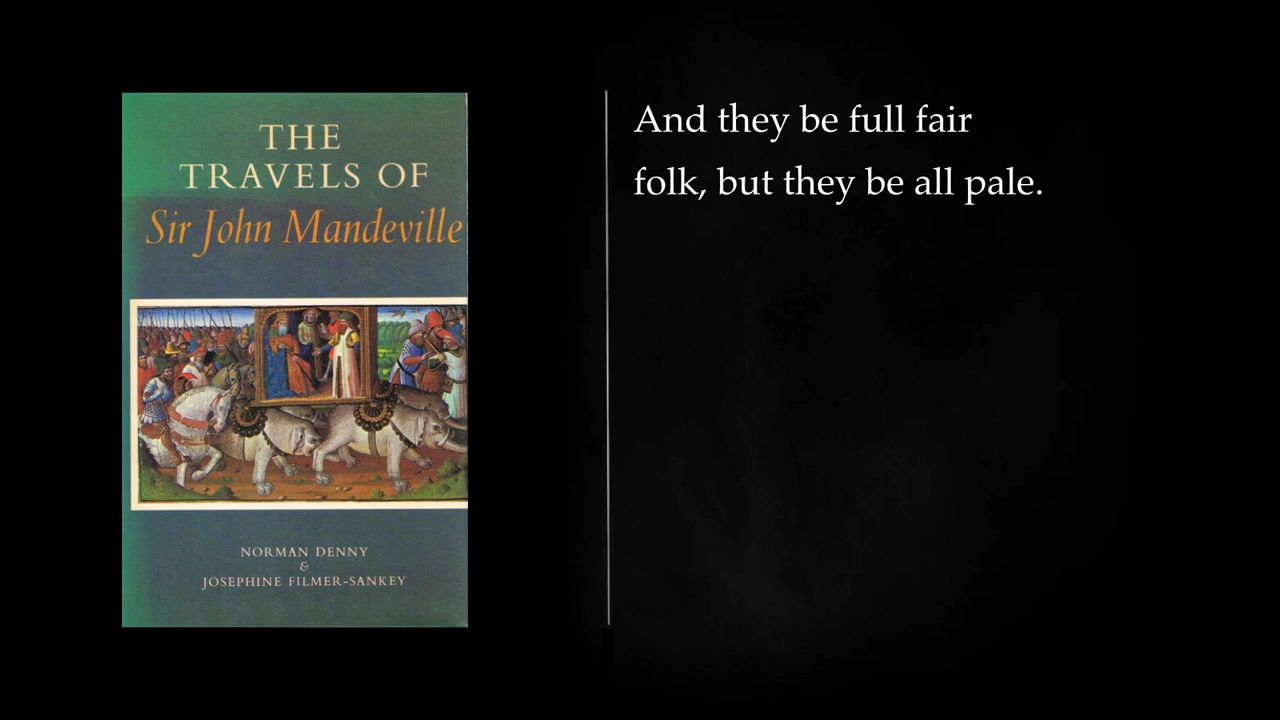 THE
TRAVELS OF
Sir John Mandeville
NORMAN DENNY
&
JOSEPHINE FILMER-SANKEY
And they be full fair
folk, but they be all pale.